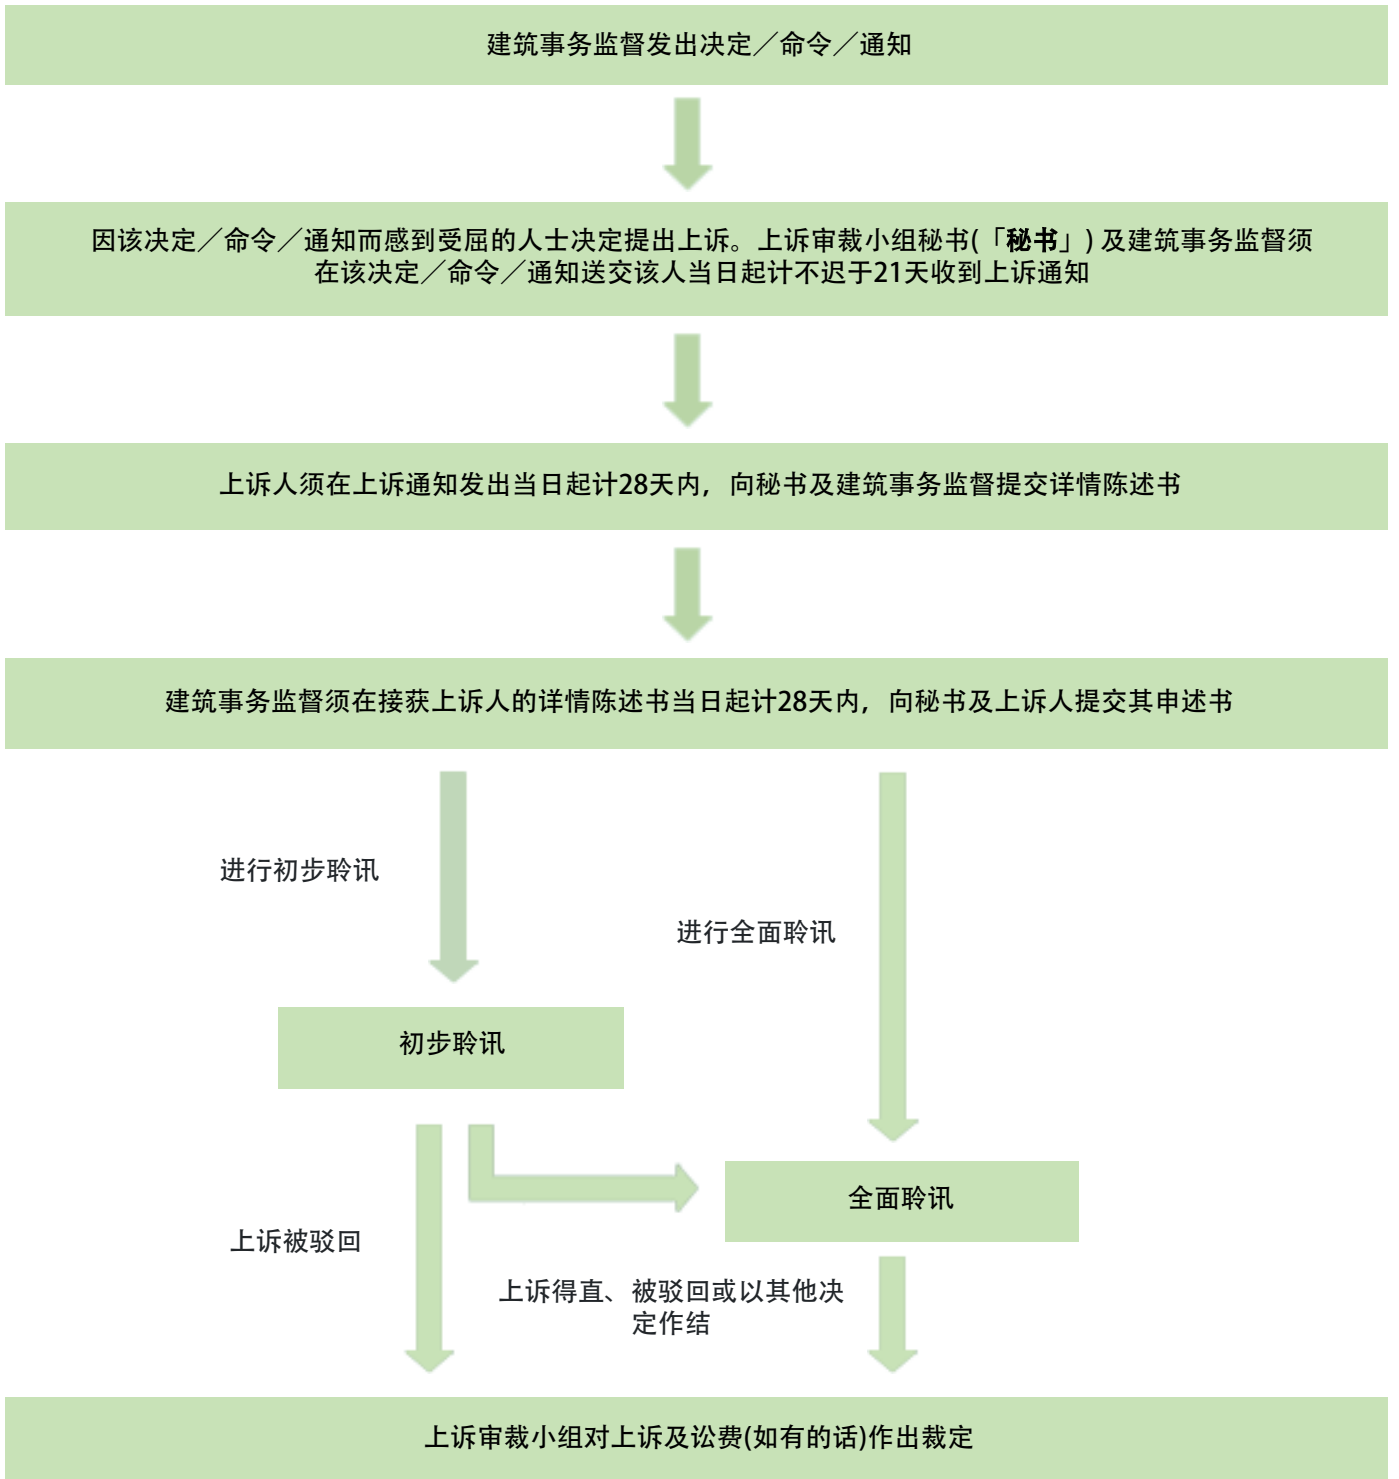 建筑事务监督发出决定／命令／通知
因该决定／命令／通知而感到受屈的人士决定提出上诉。上诉审裁小组秘书(「秘书」) 及建筑事务监督须
在该决定／命令／通知送交该人当日起计不迟于21天收到上诉通知
上诉人须在上诉通知发出当日起计28天内，向秘书及建筑事务监督提交详情陈述书
建筑事务监督须在接获上诉人的详情陈述书当日起计28天内，向秘书及上诉人提交其申述书
进行初步聆讯
进行全面聆讯
初步聆讯
全面聆讯
上诉被驳回
上诉得直、被驳回或以其他决
定作结
上诉审裁小组对上诉及讼费(如有的话)作出裁定